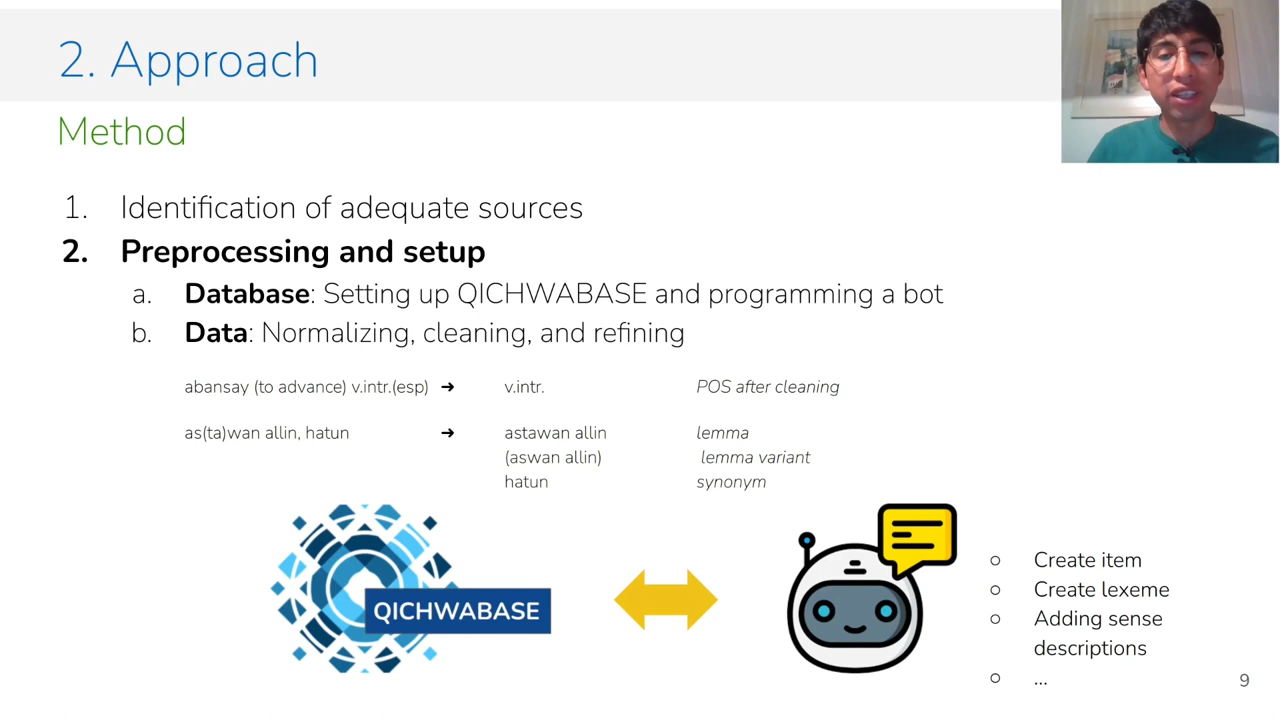 2. Approach
Method
1. Identification of adequate sources
2. Preprocessing and setup
a. Database: Setting up QICHWABASE and programming a bot
b. Data: Normalizing, cleaning, and refining
abansay (to advance) v.intr.(esp) ➜ v.intr. POS after cleaning
as(ta)wan allin, hatun ➜ astawan allin lemma
(aswan allin) lemma variant
hatun synonym
QICHWABASE
○ Create item
○ Create lexeme
○ Adding sense
descriptions
○ ...
9